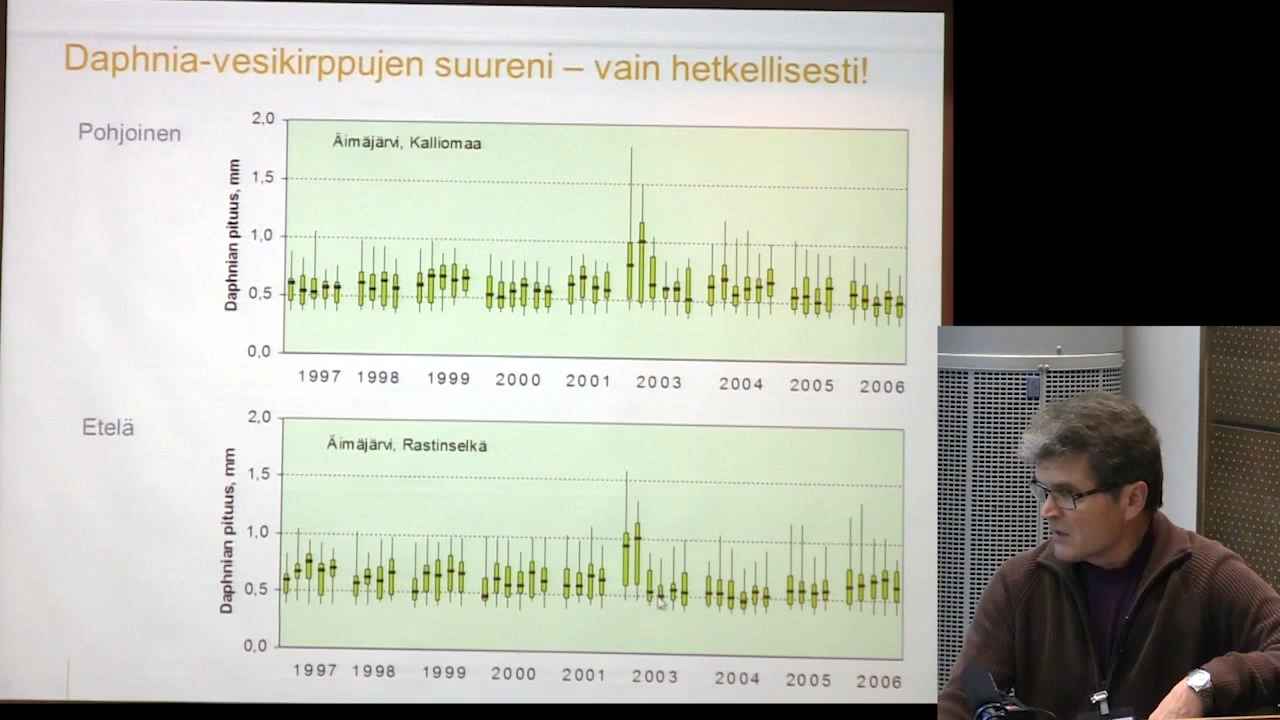 Daphnia-vesikirppujen suureni – vain hetkellisesti!
Pohjoinen
Äimäjärvi, Kalliomaa
Daphnian pituus, mm
2,0
1,5
1,0
0,5
0,0
1997 1998 1999 2000 2001 2003 2004 2005 2006
Etelä
Äimäjärvi, Rastinselkä
Daphnian pituus, mm
2,0
1,5
1,0
0,5
0,0
1997 1998 1999 2000 2001 2003 2004 2005 2006